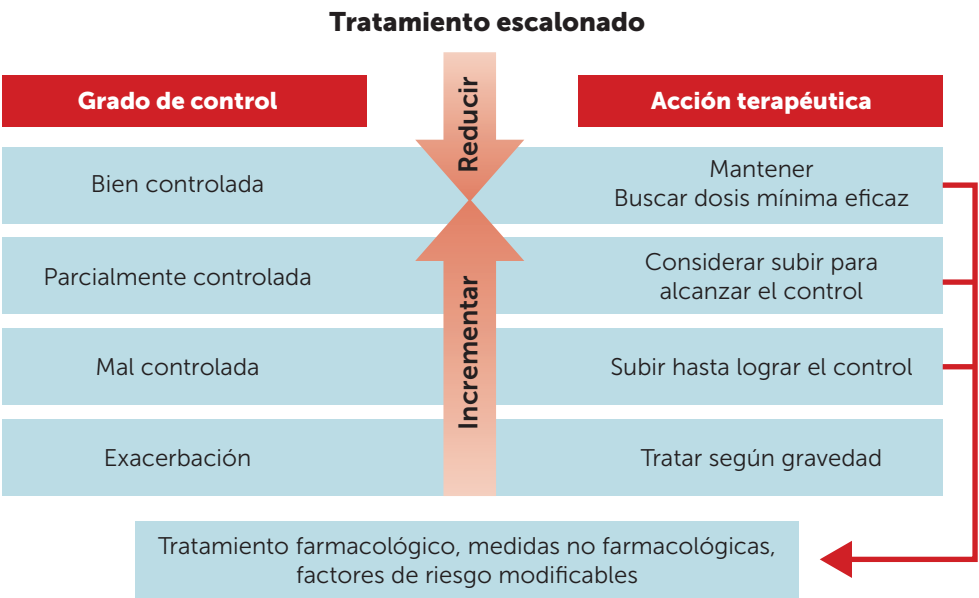 Tratamiento escalonado
Grado de control
Reducir
Acción terapéutica
Bien controlada
Mantener
Buscar dosis mínima eficaz
Parcialmente controlada
Incrementar
Considerar subir para
alcanzar el control
Mal controlada
Subir hasta lograr el control
Exacerbación
Tratar según gravedad
Tratamiento farmacológico, medidas no farmacológicas,
factores de riesgo modificables